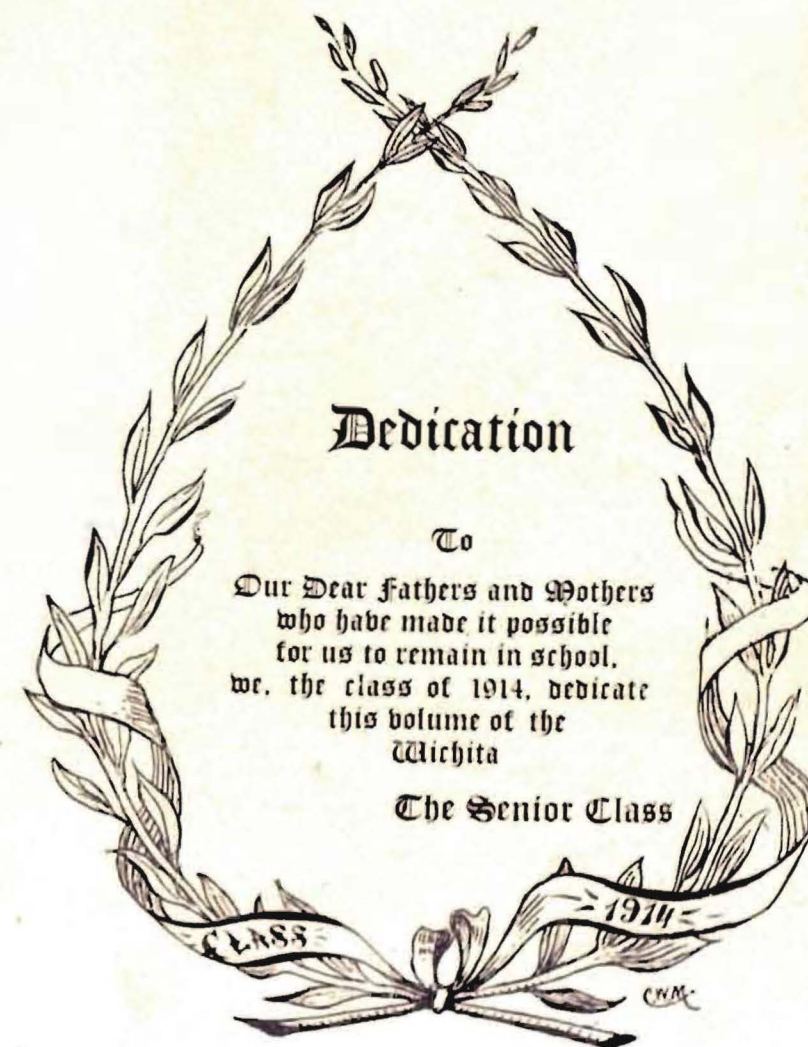 Dedication
To
Our Dear Fathers and Mothers
who have made it possible
for us to remain in school,
we, the class of 1914, dedicate
this volume of the
Wichita
The Senior Class
CLASS
-1914-
CWM.